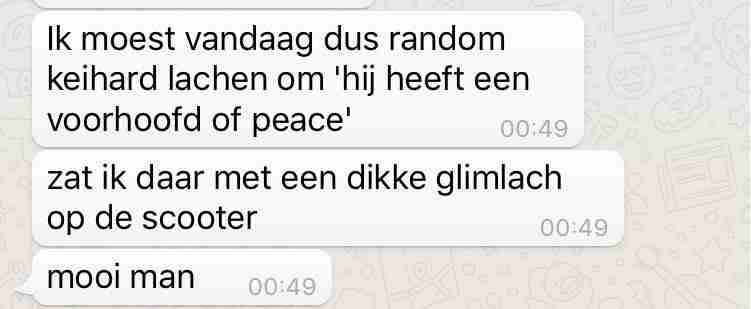 Ik moest vandaag dus random
keihard lachen om 'hij heeft een
voorhoofd of peace'
00:49
zat ik daar met een dikke glimlach
op de scooter
00:49
mooi man
00:49